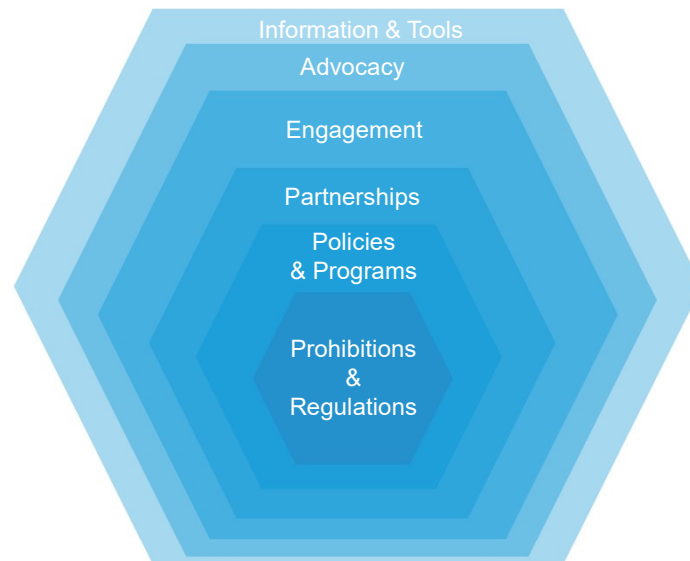 Information & Tools
Advocacy
Engagement
Partnerships
Policies
& Programs
Prohibitions
&
Regulations